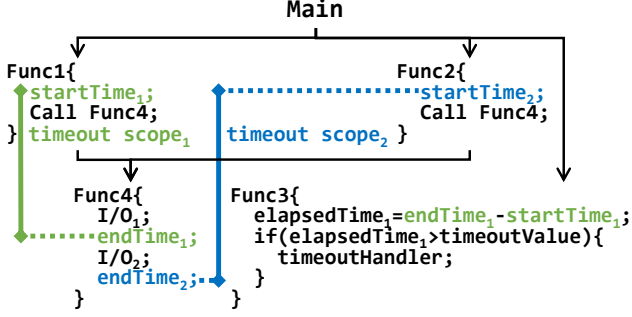 Main
Func1{
startTime₁;
Call Func4;
} timeout scope₁
Func2{
startTime₂;
Call Func4;
timeout scope₂ }
Func4{
I/O₁;
endTime₁;
I/O₂;
endTime₂;
}
Func3{
elapsedTime₁=endTime₁-startTime₁;
if(elapsedTime₁>timeoutValue){
timeoutHandler;
}
}